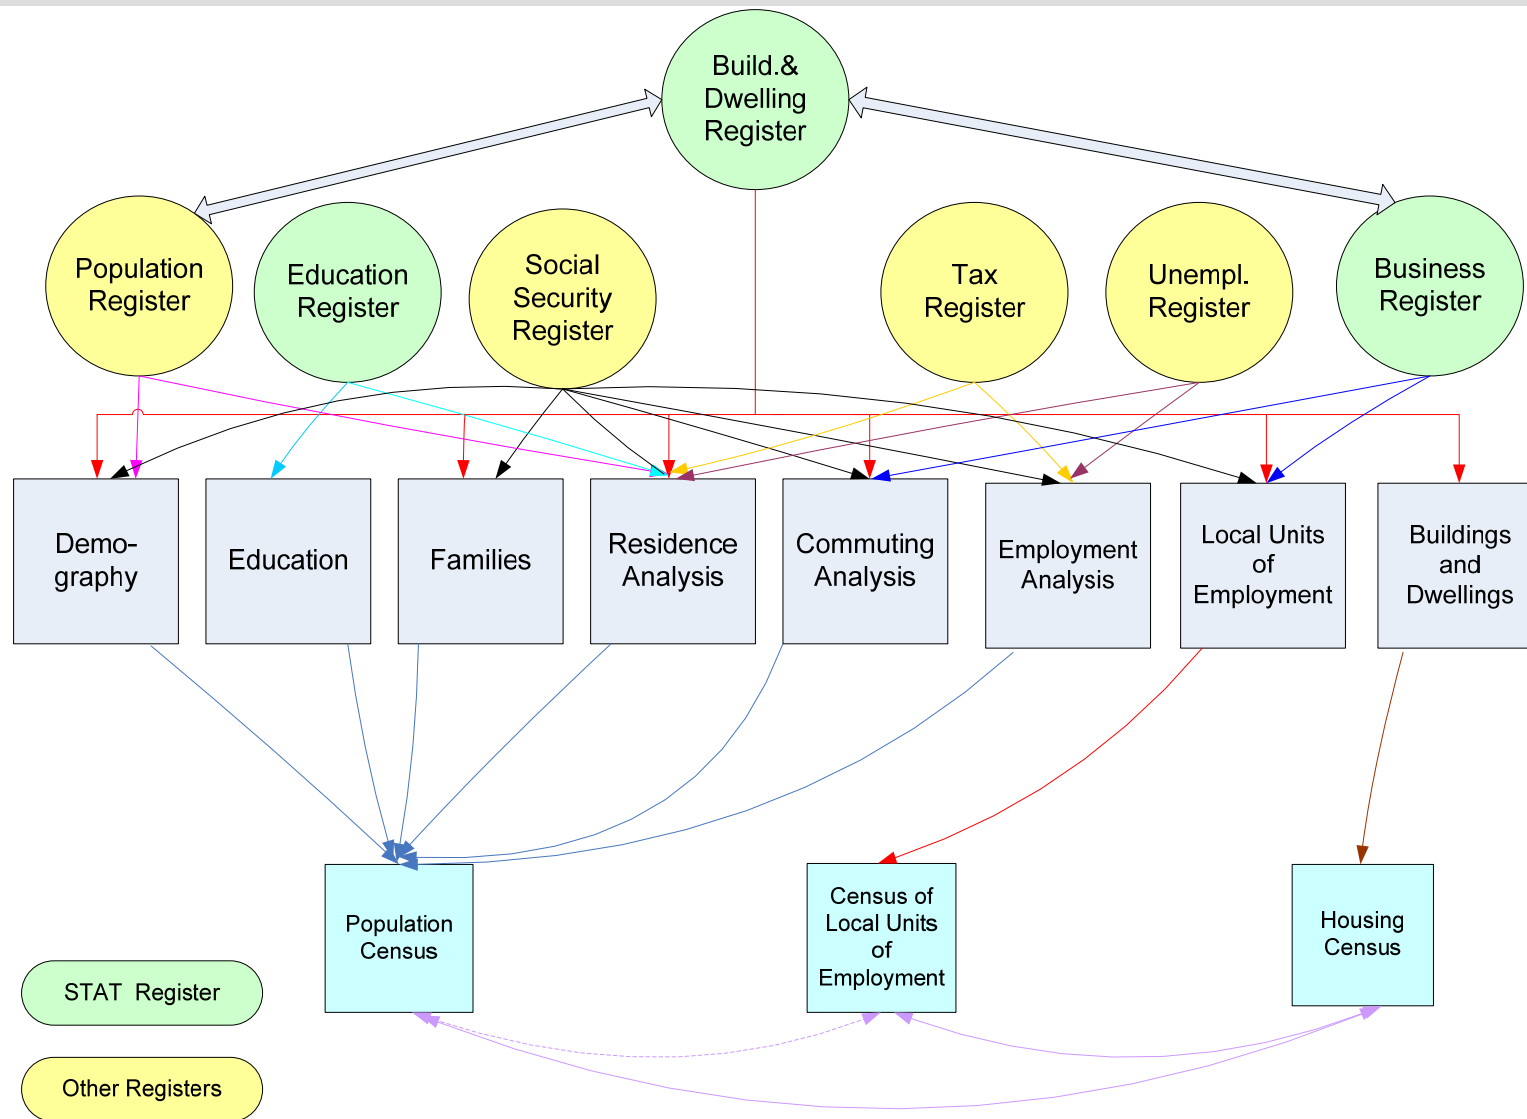 Build.&
Dwelling
Register
Population
Register
Education
Register
Social
Security
Register
Tax
Register
Unempl.
Register
Business
Register
Demo-
graphy
Education
Families
Residence
Analysis
Commuting
Analysis
Employment
Analysis
Local Units
of
Employment
Buildings
and
Dwellings
Population
Census
Census of
Local Units
of
Employment
Housing
Census
STAT Register
Other Registers